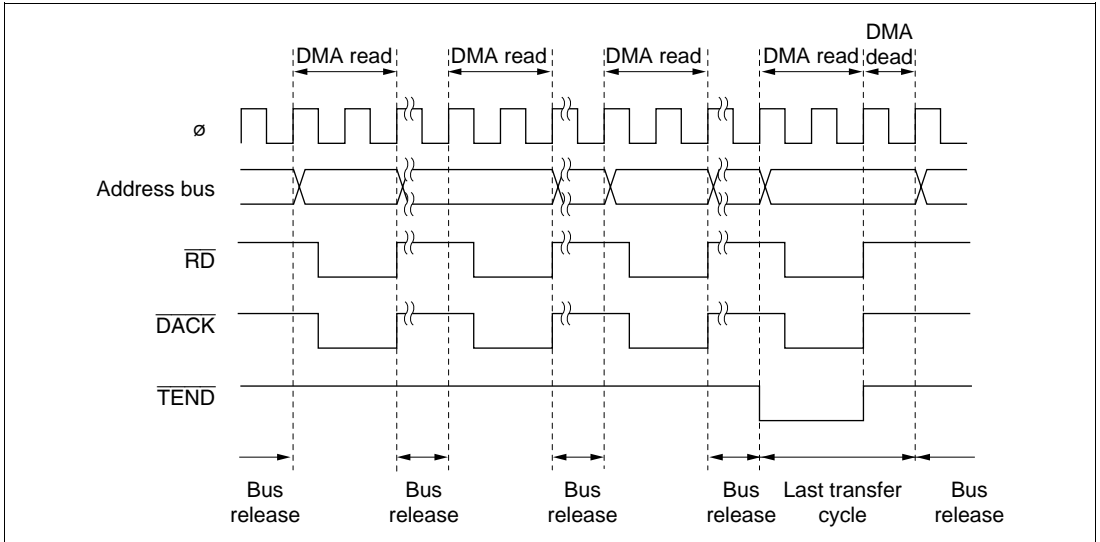 DMA
DMA read DMA read DMA read DMA read dead
ø
Address bus
RD
DACK
TEND
Bus Bus Bus Bus Last transfer Bus
release release release release cycle release